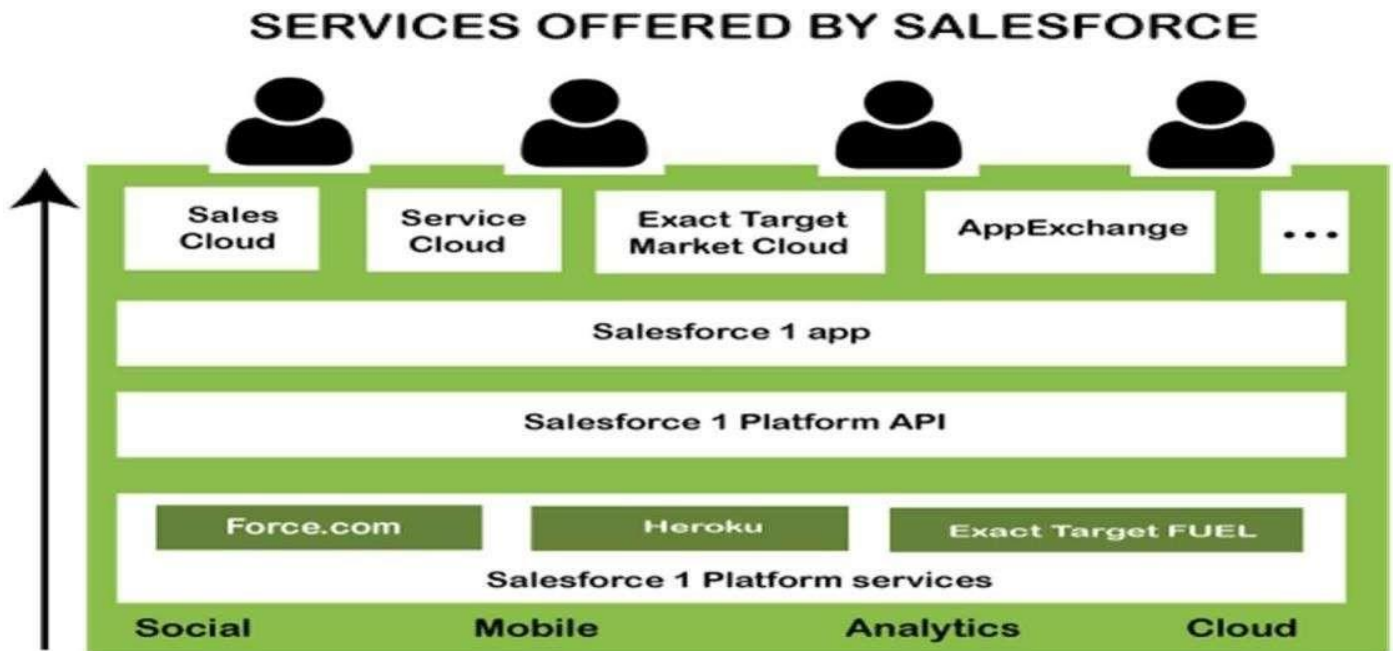 SERVICES OFFERED BY SALESFORCE
Sales
Cloud
Service
Cloud
Exact Target
Market Cloud
AppExchange
...
Salesforce 1 app
Salesforce 1 Platform API
Force.com
Heroku
Exact Target FUEL
Salesforce 1 Platform services
Social
Mobile
Analytics
Cloud